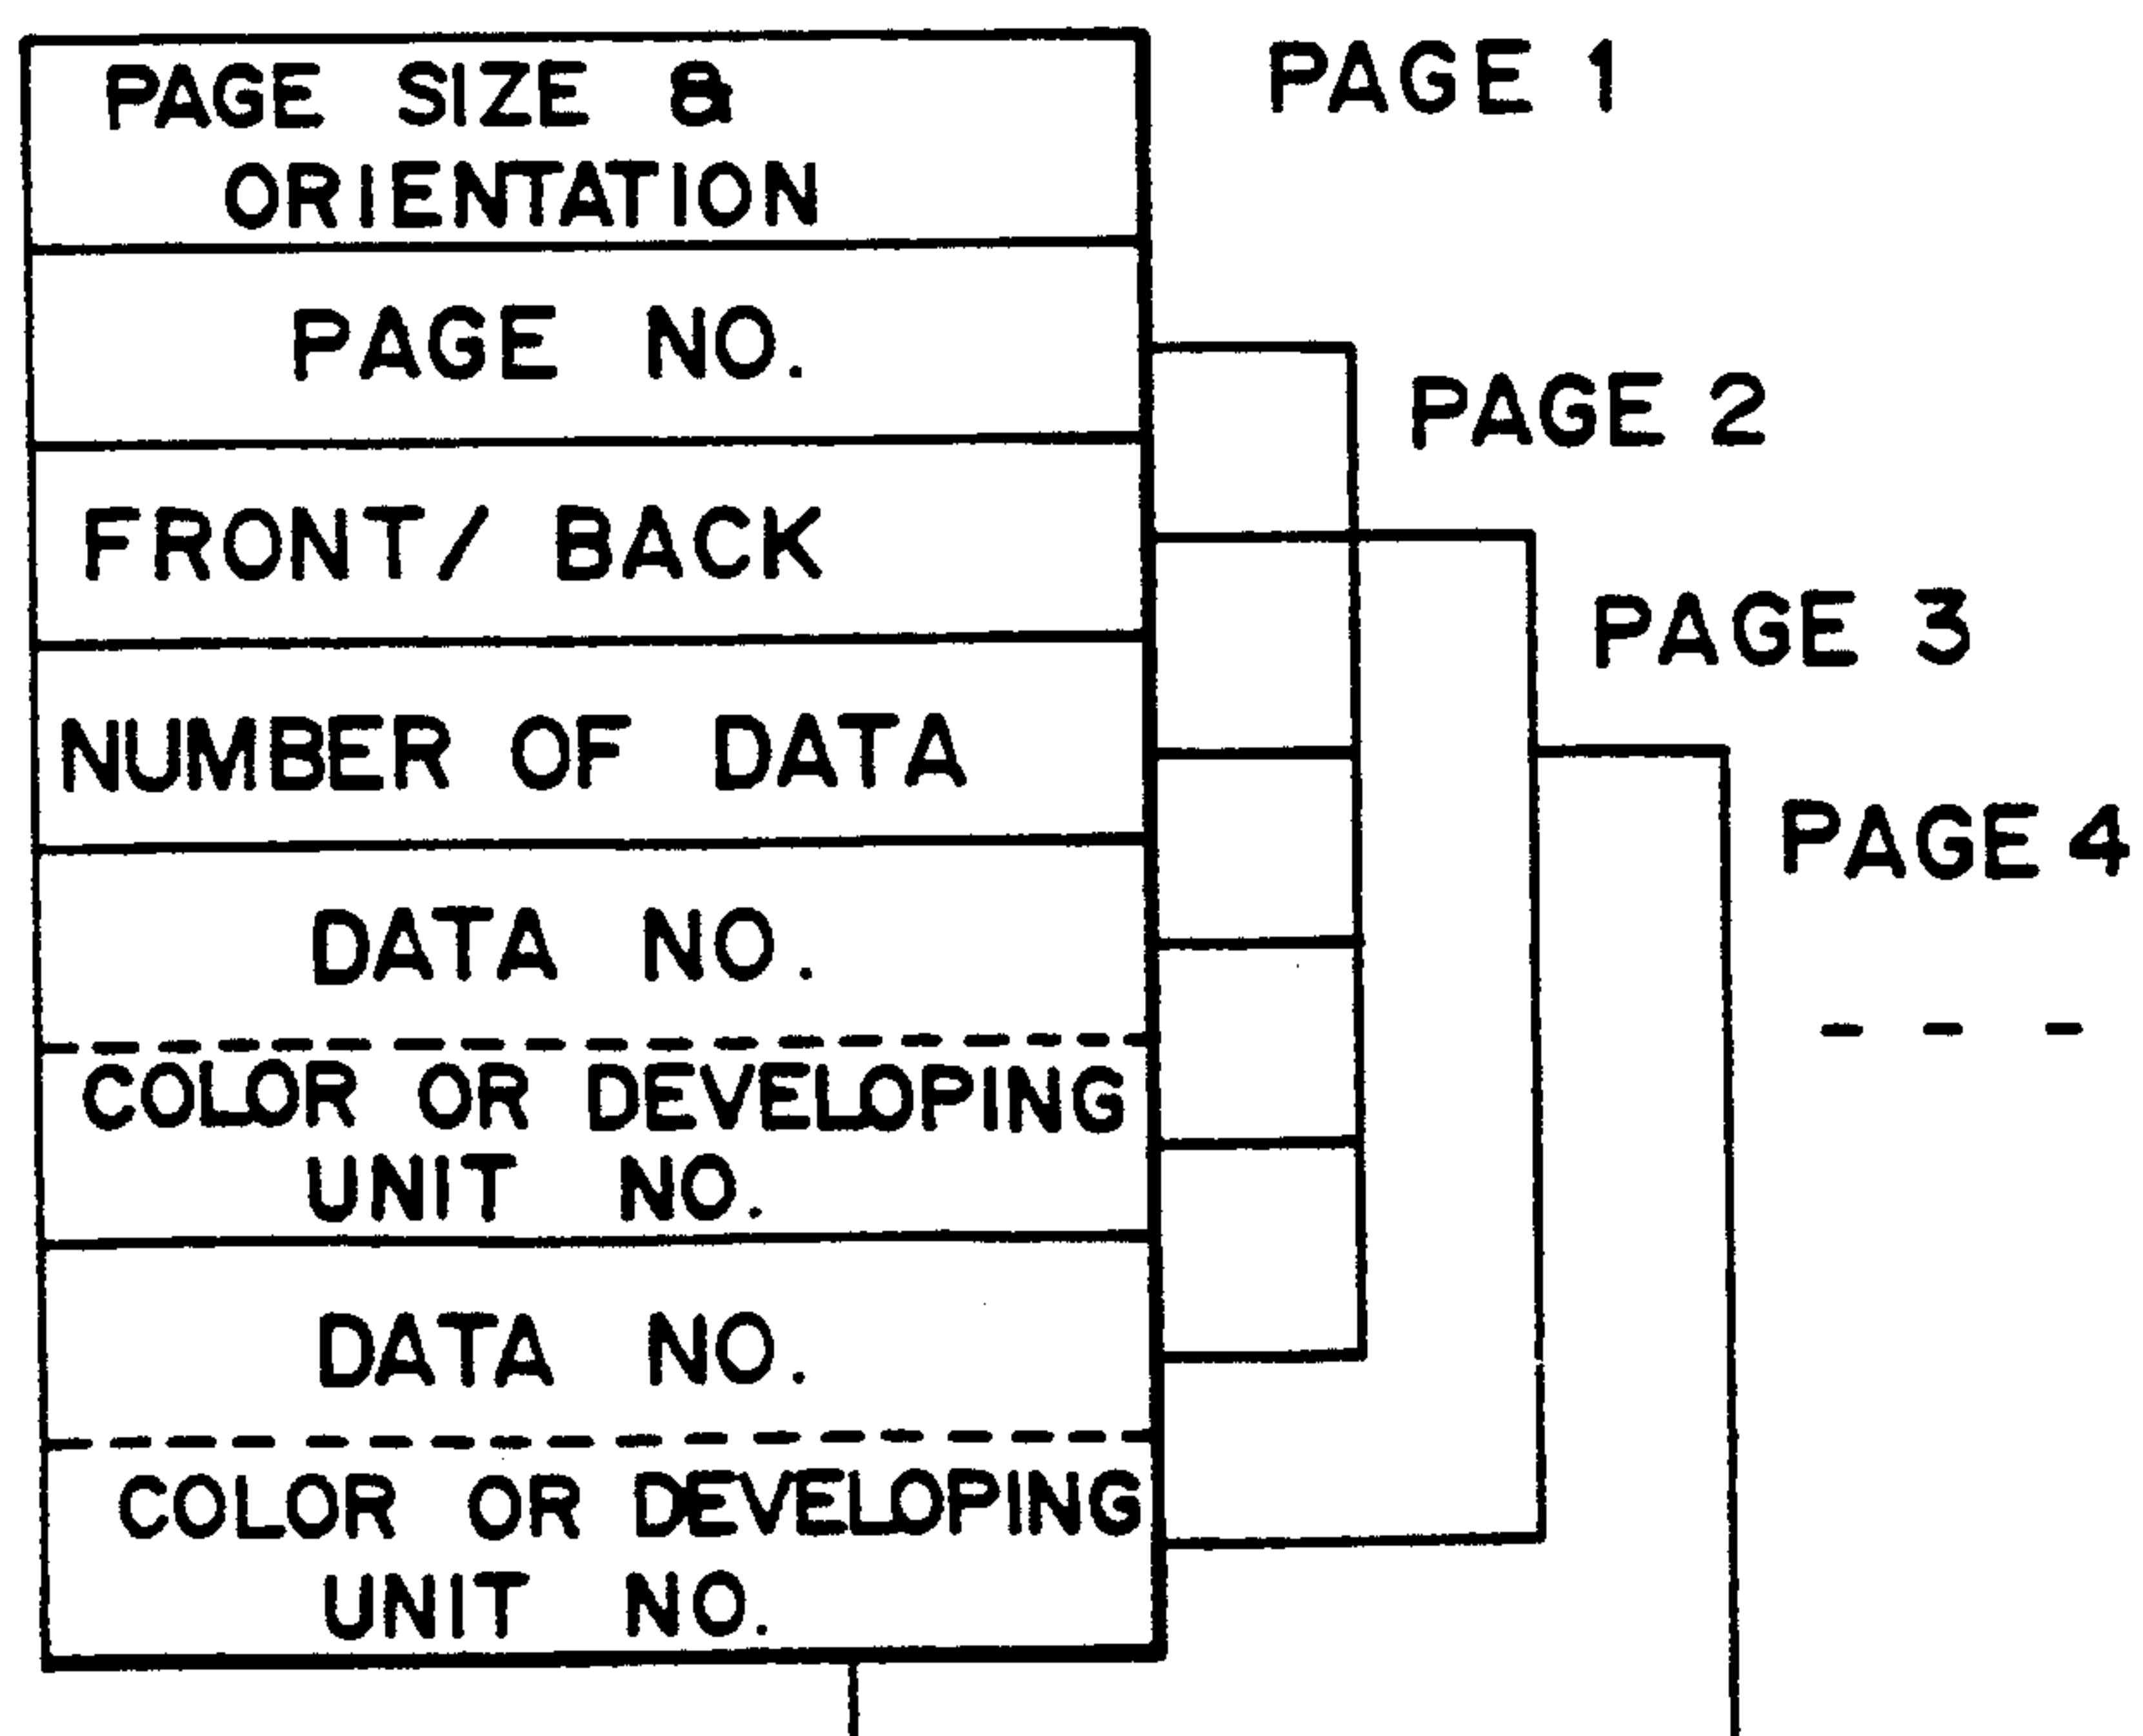 PAGE SIZE &
ORIENTATION
PAGE NO.
FRONT/ BACK
NUMBER OF DATA
DATA NO.
COLOR OR DEVELOPING
UNIT NO.
DATA NO.
COLOR OR DEVELOPING
UNIT NO.
PAGE 1
PAGE 2
PAGE 3
PAGE 4
- - -